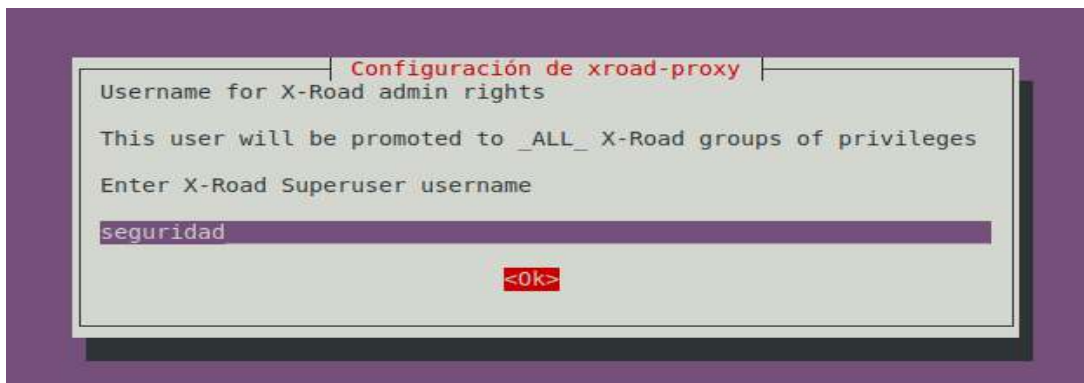 Configuración de xroad-proxy
Username for X-Road admin rights
This user will be promoted to _ALL_ X-Road groups of privileges
Enter X-Road Superuser username
seguridad
<Ok>